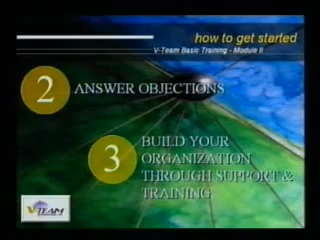 how to get started
V-Team Basic Training - Module II
2 ANSWER OBJECTIONS
3 BUILD YOUR
ORGANIZATION
THROUGH SUPPORT &
TRAINING
V-TEAM